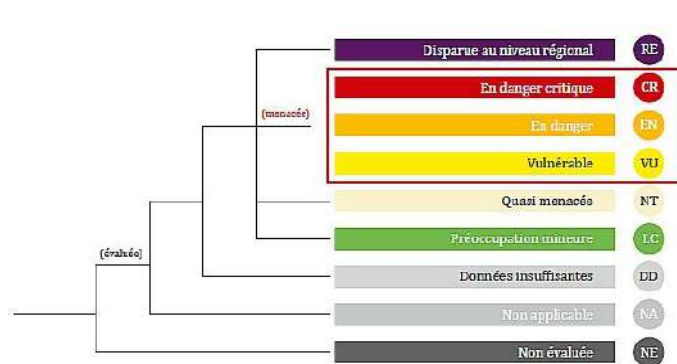 Disparue au niveau régional RE
En danger critique CR
(menacée)
En danger EN
Vulnérable VU
Quasi menacée NT
Préoccupation mineure LC
(évaluée)
Données insuffisantes DD
Non applicable NA
Non évaluée NE